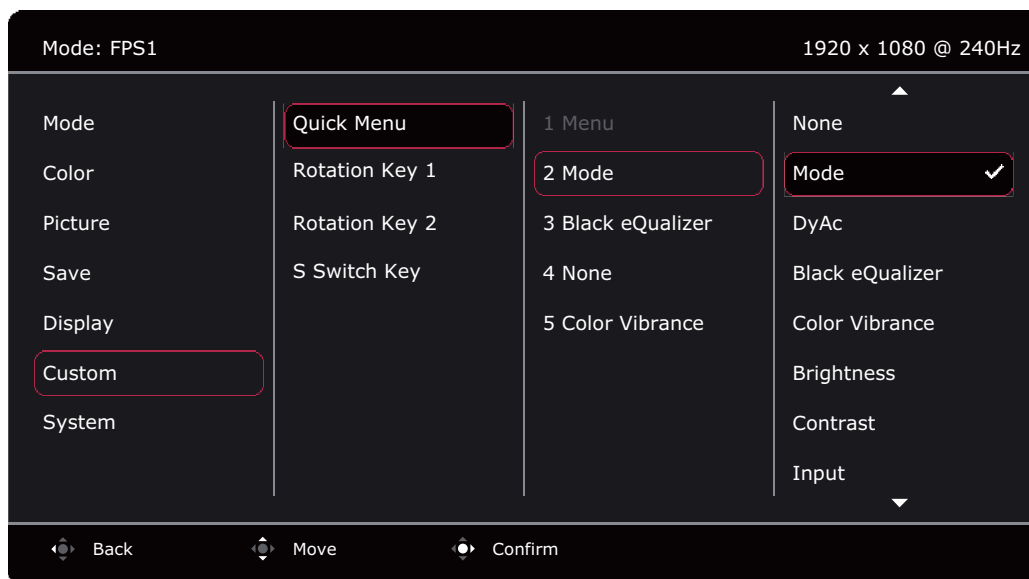 Mode: FPS1
1920 x 1080 @ 240Hz
Mode
Color
Picture
Save
Display
Custom
System
Quick Menu
Rotation Key 1
Rotation Key 2
S Switch Key
1 Menu
2 Mode
3 Black eQualizer
4 None
5 Color Vibrance
None
Mode
DyAc
Black eQualizer
Color Vibrance
Brightness
Contrast
Input
Back
Move
Confirm